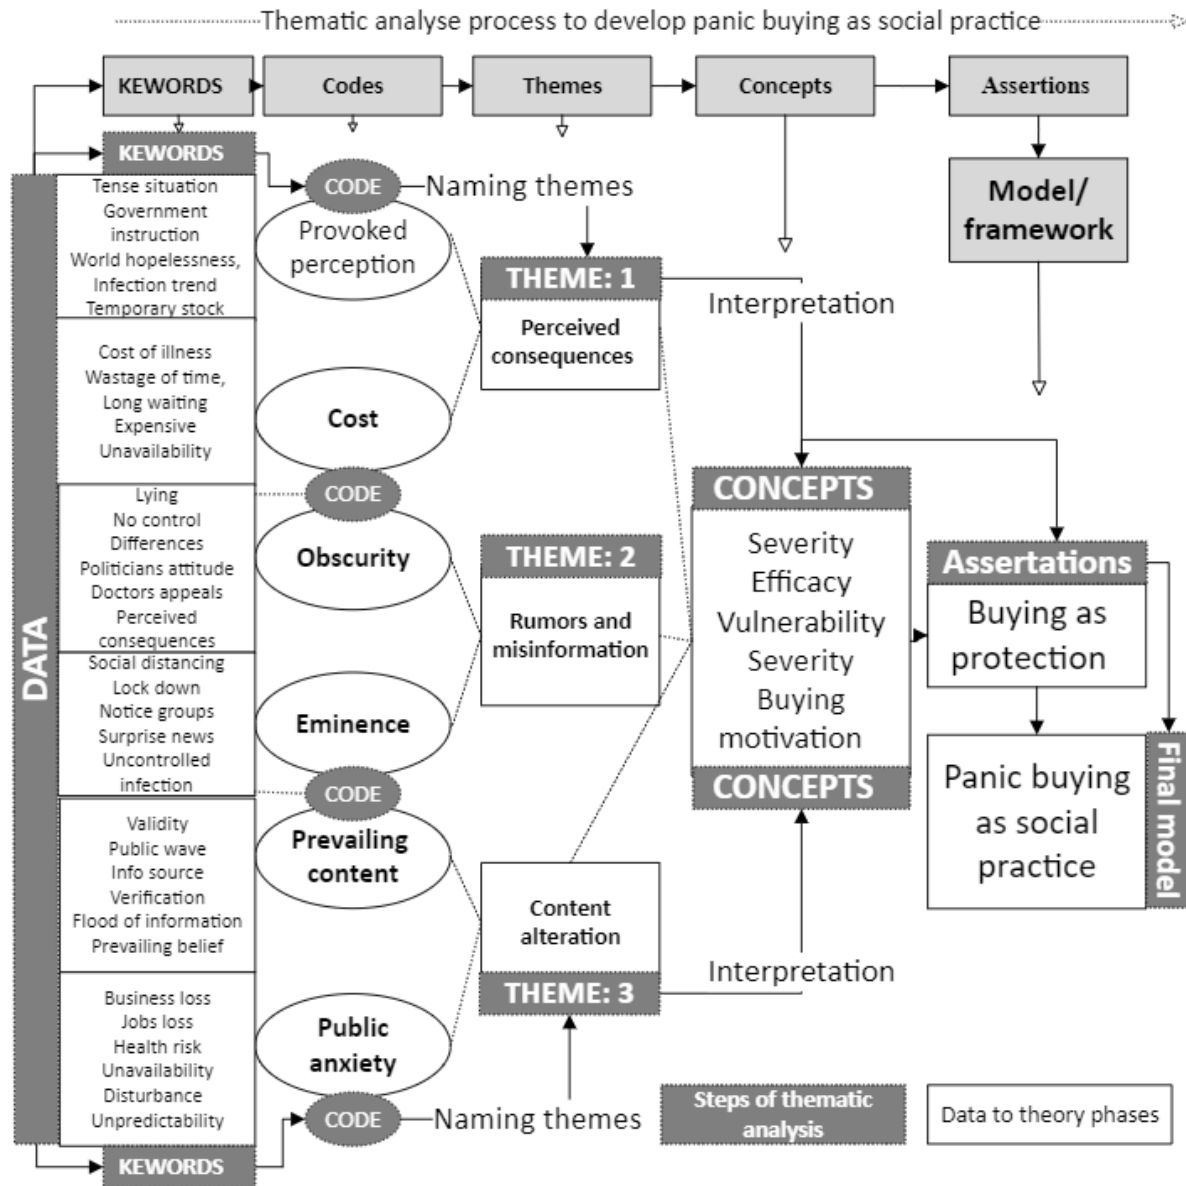 Thematic analyse process to develop panic buying as social practice
KEWORDS
Codes
Themes
Concepts
Assertions
KEWORDS
Tense situation
Government
instruction
World hopelessness,
Infection trend
Temporary stock
Cost of illness
Wastage of time,
Long waiting
Expensive
Unavailability
Lying
No control
Differences
Politicians attitude
Doctors appeals
Perceived
consequences
Social distancing
Lock down
Notice groups
Surprise news
Uncontrolled
infection
Validity
Public wave
Info source
Verification
Flood of information
Prevailing belief
Business loss
Jobs loss
Health risk
Unavailability
Disturbance
Unpredictability
KEWORDS
DATA
CODE
Provoked
perception
Cost
CODE
Obscurity
Eminence
CODE
Prevailing
content
Public
anxiety
CODE
Naming themes
THEME: 1
Perceived
consequences
THEME: 2
Rumors and
misinformation
Content
alteration
THEME: 3
Naming themes
Interpretation
CONCEPTS
Severity
Efficacy
Vulnerability
Severity
Buying
motivation
CONCEPTS
Interpretation
Model/
framework
Assertations
Buying as
protection
Panic buying
as social
practice
Final model
Steps of thematic
analysis
Data to theory phases